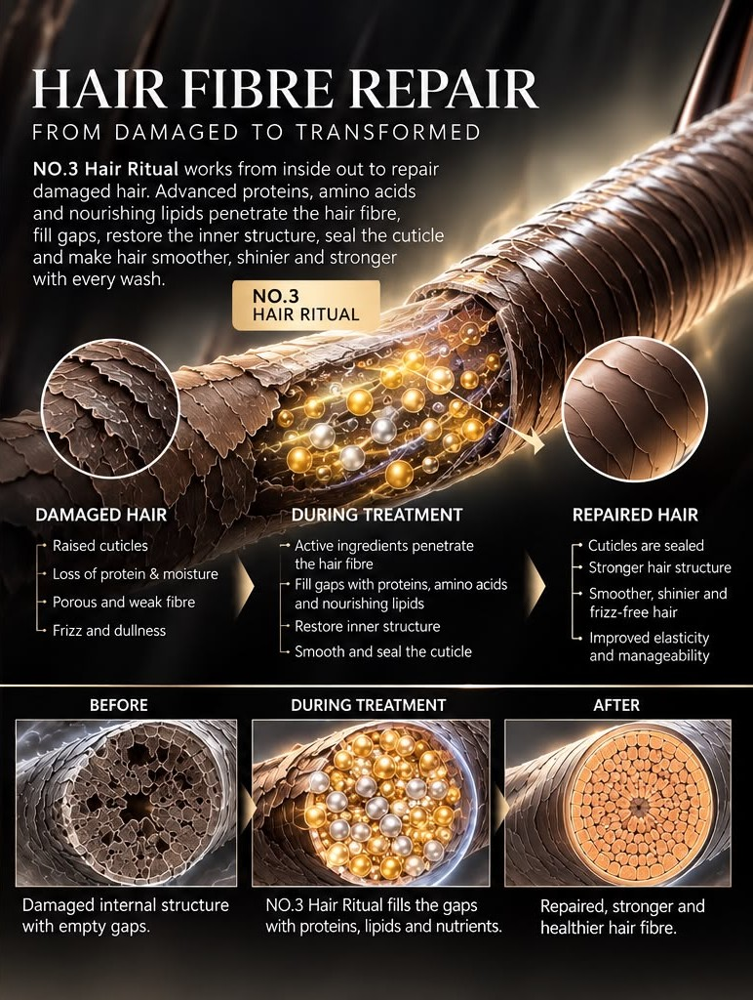 HAIR FIBRE REPAIR
FROM DAMAGED TO TRANSFORMED
NO.3 Hair Ritual works from inside out to repair
damaged hair. Advanced proteins, amino acids
and nourishing lipids penetrate the hair fibre,
fill gaps, restore the inner structure, seal the cuticle
and make hair smoother, shinier and stronger
with every wash.
NO.3
HAIR RITUAL
DAMAGED HAIR
Raised cuticles
Loss of protein & moisture
Porous and weak fibre
Frizz and dullness
DURING TREATMENT
Active ingredients penetrate
the hair fibre
Fill gaps with proteins, amino acids
and nourishing lipids
Restore inner structure
Smooth and seal the cuticle
REPAIRED HAIR
Cuticles are sealed
Stronger hair structure
Smoother, shinier and
frizz-free hair
Improved elasticity
and manageability
BEFORE
Damaged internal structure
with empty gaps.
DURING TREATMENT
NO.3 Hair Ritual fills the gaps
with proteins, lipids and nutrients.
AFTER
Repaired, stronger and
healthier hair fibre.